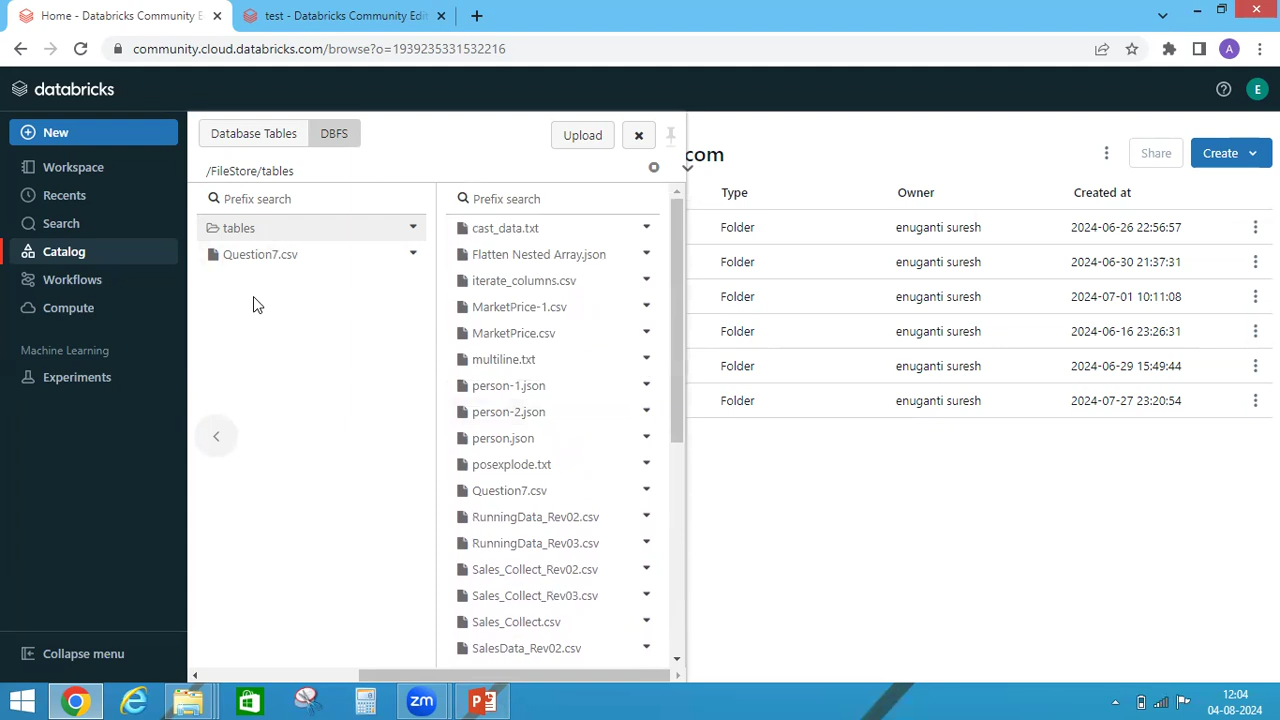 Home - Databricks Community E
test - Databricks Community Edit
community.cloud.databricks.com/browse?o=1939235331532216
A
databricks
E
New
Workspace
Recents
Search
Catalog
Workflows
Compute
Machine Learning
Experiments
Collapse menu
Database Tables
DBFS
Upload
/FileStore/tables
Prefix search
tables
Question7.csv
Prefix search
cast_data.txt
Flatten Nested Array.json
iterate_columns.csv
MarketPrice-1.csv
MarketPrice.csv
multiline.txt
person-1.json
person-2.json
person.json
posexplode.txt
Question7.csv
RunningData_Rev02.csv
RunningData_Rev03.csv
Sales_Collect_Rev02.csv
Sales_Collect_Rev03.csv
Sales_Collect.csv
SalesData_Rev02.csv
com
Share
Create
Type Owner Created at
Folder enuganti suresh 2024-06-26 22:56:57
Folder enuganti suresh 2024-06-30 21:37:31
Folder enuganti suresh 2024-07-01 10:11:08
Folder enuganti suresh 2024-06-16 23:26:31
Folder enuganti suresh 2024-06-29 15:49:44
Folder enuganti suresh 2024-07-27 23:20:54
zm
12:04
04-08-2024